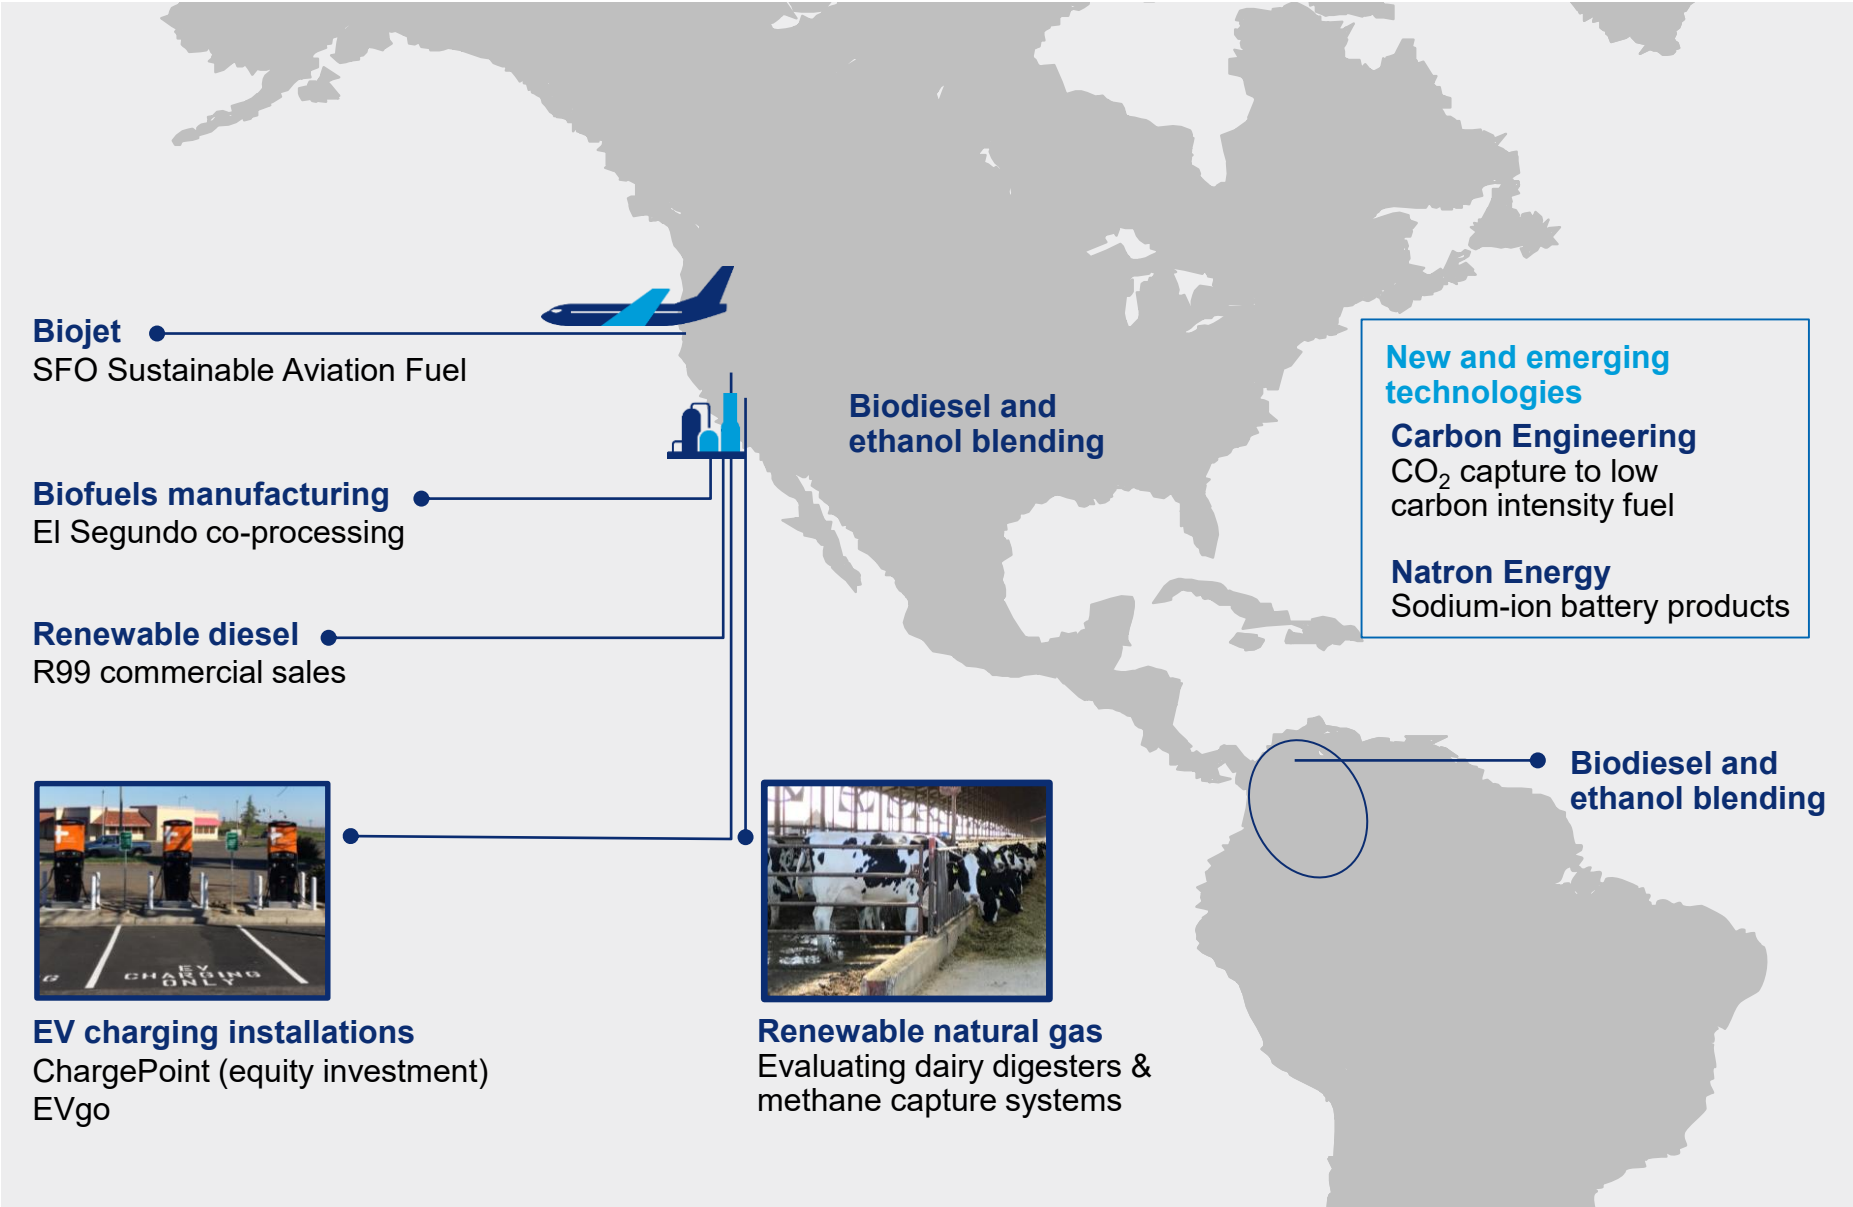 Biojet
SFO Sustainable Aviation Fuel
Biodiesel and
ethanol blending
Biofuels manufacturing
El Segundo co-processing
Renewable diesel
R99 commercial sales
New and emerging
technologies
Carbon Engineering
CO₂ capture to low
carbon intensity fuel
Natron Energy
Sodium-ion battery products
Biodiesel and
ethanol blending
EV
CHARGING
ONLY
EV charging installations
ChargePoint (equity investment)
EVgo
Renewable natural gas
Evaluating dairy digesters &
methane capture systems